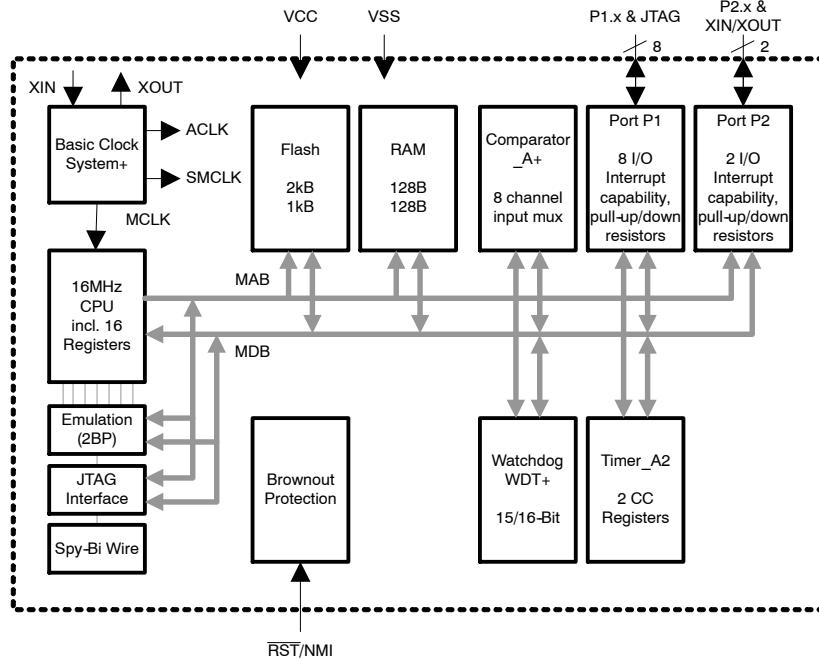 VCC
VSS
P1.x & JTAG
P2.x &
XIN/XOUT
8
2
XIN
XOUT
Basic Clock
System+
ACLK
SMCLK
MCLK
Flash
2kB
1kB
RAM
128B
128B
Comparator
_A+
8 channel
input mux
Port P1
8 I/O
Interrupt
capability,
pull-up/down
resistors
Port P2
2 I/O
Interrupt
capability,
pull-up/down
resistors
16MHz
CPU
incl. 16
Registers
MAB
MDB
Emulation
(2BP)
JTAG
Interface
Spy-Bi Wire
Brownout
Protection
Watchdog
WDT+
15/16-Bit
Timer_A2
2 CC
Registers
RST/NMI